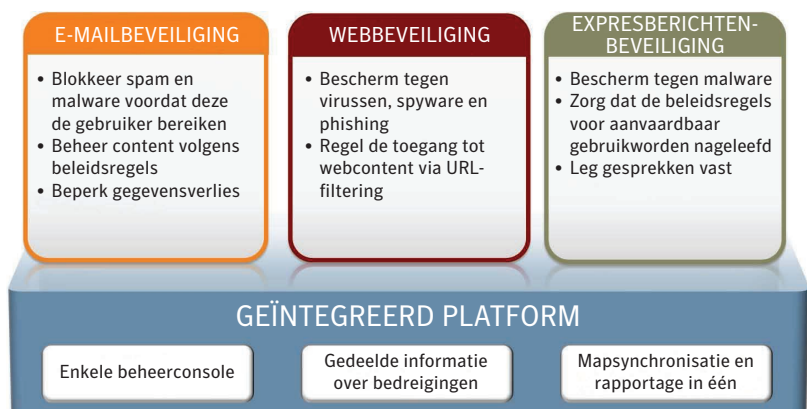 E-MAILBEVEILIGING
• Blokkeer spam en
malware voordat deze
de gebruiker bereiken
• Beheer content volgens
beleidsregels
• Beperk gegevensverlies
WEBBEVEILIGING
• Bescherm tegen
virussen, spyware en
phishing
• Regel de toegang tot
webcontent via URL-
filtering
EXPRESBERICHTEN-
BEVEILIGING
• Bescherm tegen malware
• Zorg dat de beleidsregels
voor aanvaardbaar
gebruikworden nageleefd
• Leg gesprekken vast
GEÏNTEGREERD PLATFORM
Enkele beheerconsole
Gedeelde informatie
over bedreigingen
Mapsynchronisatie en
rapportage in één